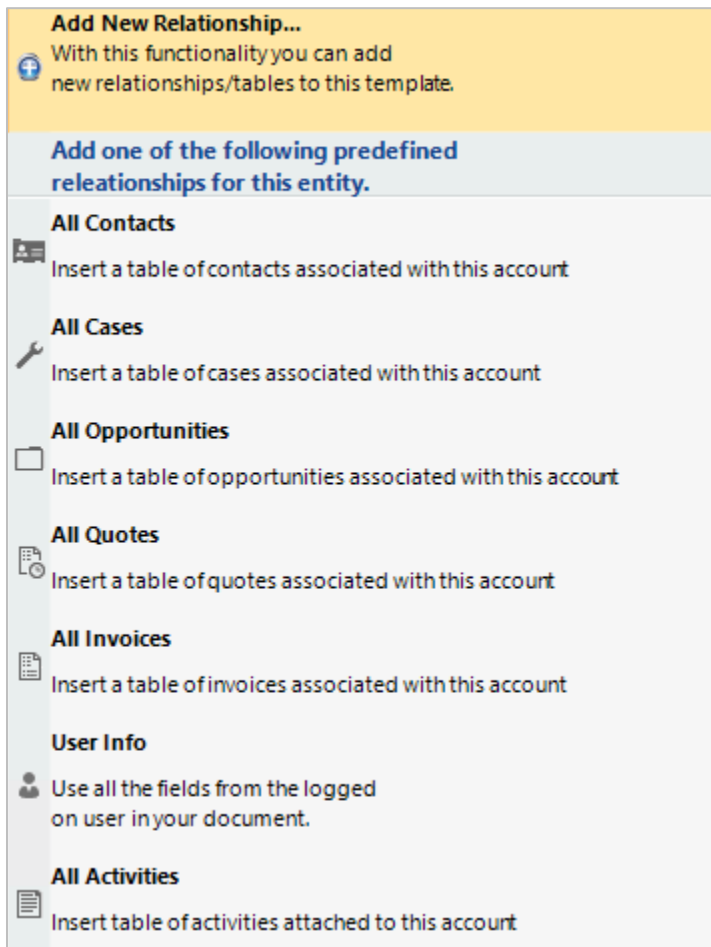 Add New Relationship...
With this functionality you can add
new relationships/tables to this template.
Add one of the following predefined
releationships for this entity.
All Contacts
Insert a table of contacts associated with this account
All Cases
Insert a table of cases associated with this account
All Opportunities
Insert a table of opportunities associated with this account
All Quotes
Insert a table of quotes associated with this account
All Invoices
Insert a table of invoices associated with this account
User Info
Use all the fields from the logged
on user in your document.
All Activities
Insert table of activities attached to this account